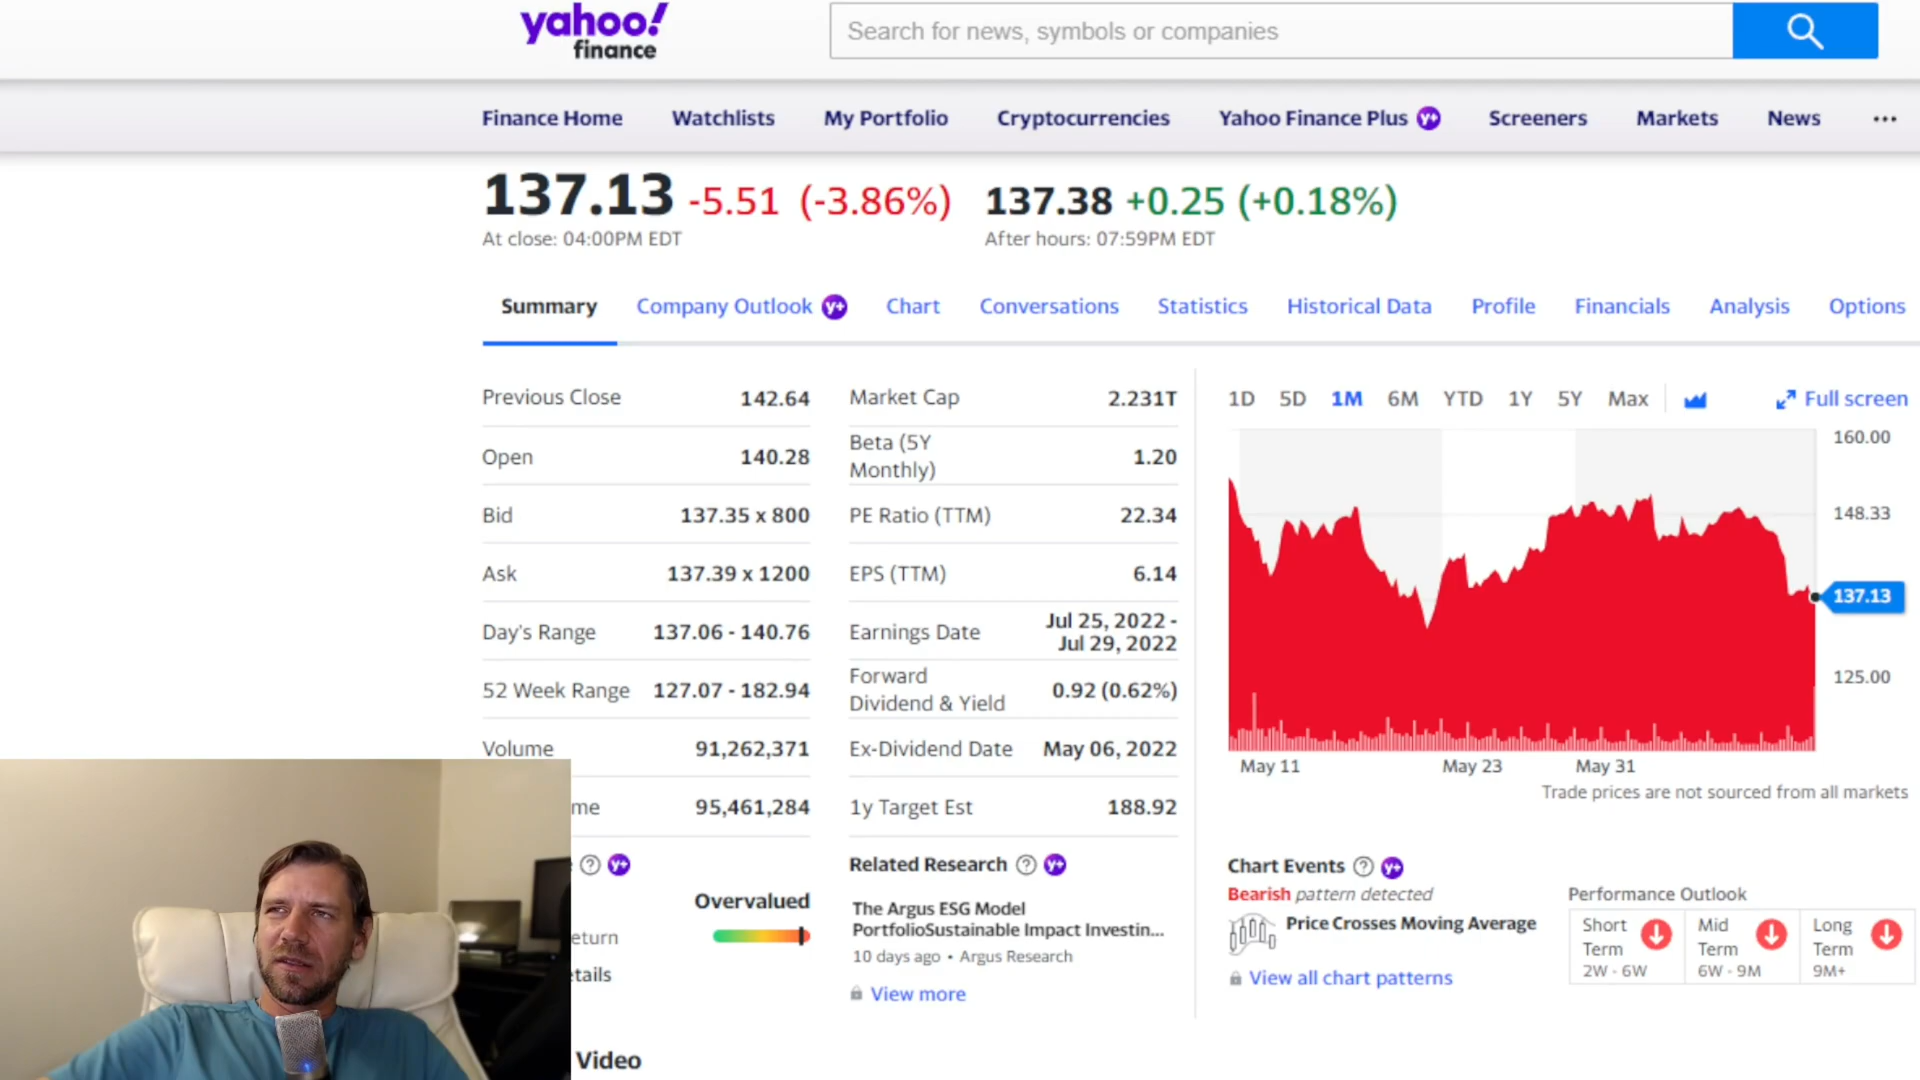 yahoo!
finance
Search for news, symbols or companies
Finance Home Watchlists My Portfolio Cryptocurrencies Yahoo Finance Plus y+ Screeners Markets News ...
137.13 -5.51 (-3.86%) 137.38 +0.25 (+0.18%)
At close: 04:00PM EDT After hours: 07:59PM EDT
Summary Company Outlook y+ Chart Conversations Statistics Historical Data Profile Financials Analysis Options
Previous Close 142.64
Open 140.28
Bid 137.35 x 800
Ask 137.39 x 1200
Day's Range 137.06 - 140.76
52 Week Range 127.07 - 182.94
Volume 91,262,371
me 95,461,284
Market Cap 2.231T
Beta (5Y
Monthly) 1.20
PE Ratio (TTM) 22.34
EPS (TTM) 6.14
Earnings Date Jul 25, 2022 -
Jul 29, 2022
Forward
Dividend & Yield 0.92 (0.62%)
Ex-Dividend Date May 06, 2022
1y Target Est 188.92
1D 5D 1M 6M YTD 1Y 5Y Max Full screen
160.00
148.33
137.13
125.00
May 11 May 23 May 31
Trade prices are not sourced from all markets
? y+
Overvalued
eturn
etails
Related Research ? y+
The Argus ESG Model
PortfolioSustainable Impact Investin...
10 days ago • Argus Research
View more
Chart Events ? y+
Bearish pattern detected
Price Crosses Moving Average
View all chart patterns
Performance Outlook
Short
Term
2W - 6W
Mid
Term
6W - 9M
Long
Term
9M+
Video